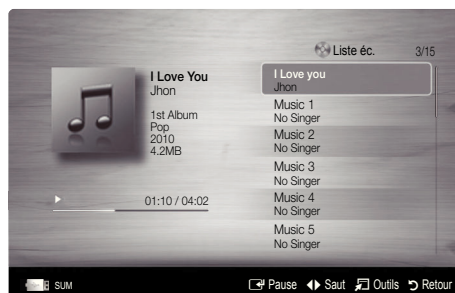 Liste éc. 3/15
I Love You
Jhon
1st Album
Pop
2010
4.2MB
01:10 / 04:02
I Love you
Jhon
Music 1
No Singer
Music 2
No Singer
Music 3
No Singer
Music 4
No Singer
Music 5
No Singer
SUM Pause Saut Outils Retour